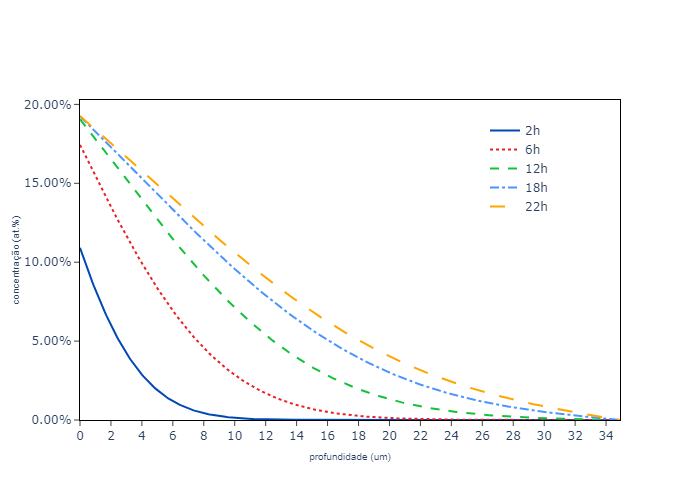 20.00%
15.00%
10.00%
5.00%
0.00%
concentração (at.%)
2h
6h
12h
18h
22h
0 2 4 6 8 10 12 14 16 18 20 22 24 26 28 30 32 34
profundidade (um)